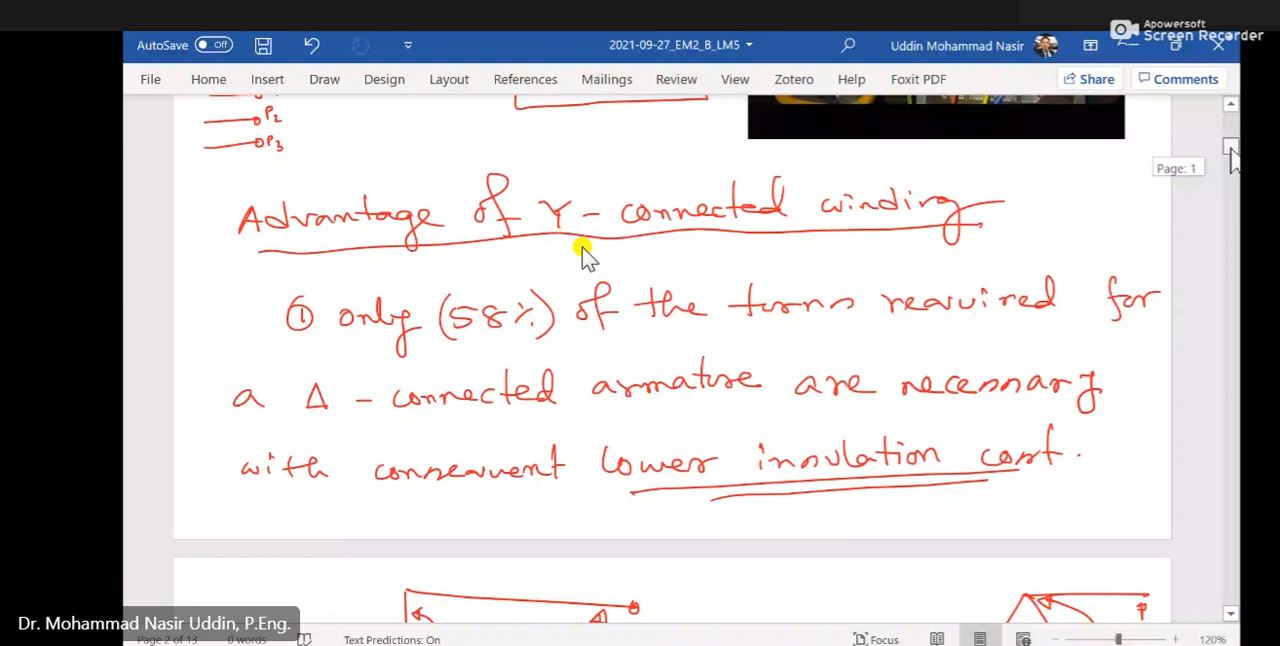 Apowersoft
Screen Recorder
AutoSave Off 2021-09-27_EM2_B_LM5 Uddin Mohammad Nasir
File Home Insert Draw Design Layout References Mailings Review View Zotero Help Foxit PDF Share Comments
P2
P3
Page: 1
Advantage of Y - connected winding
① only (58%) of the turns required for
a Δ - connected armature are necessary
with consequent lower insulation cost.
Dr. Mohammad Nasir Uddin, P.Eng.
Page 2 of 13 0 words Text Predictions: On Focus 120%